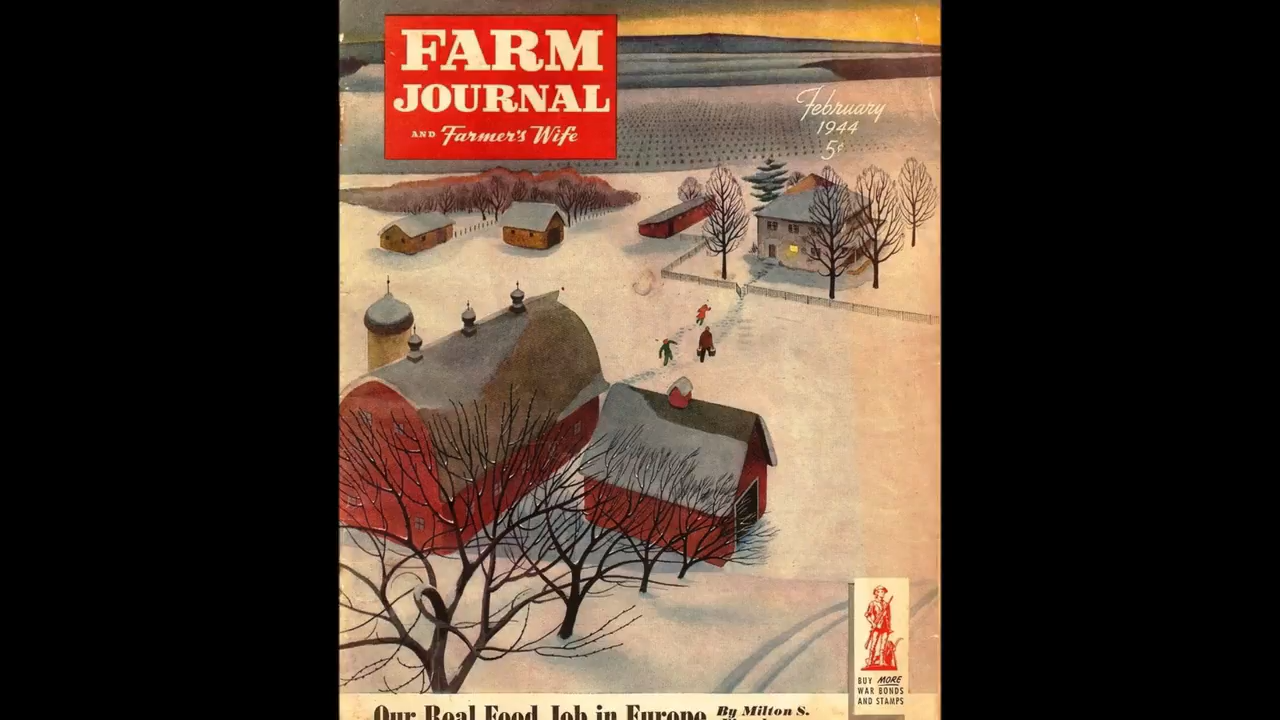 FARM
JOURNAL
AND Farmer's Wife
February
1944
5¢
BUY MORE
WAR BONDS
AND STAMPS
Our Real Food Job in Europe By Milton S.